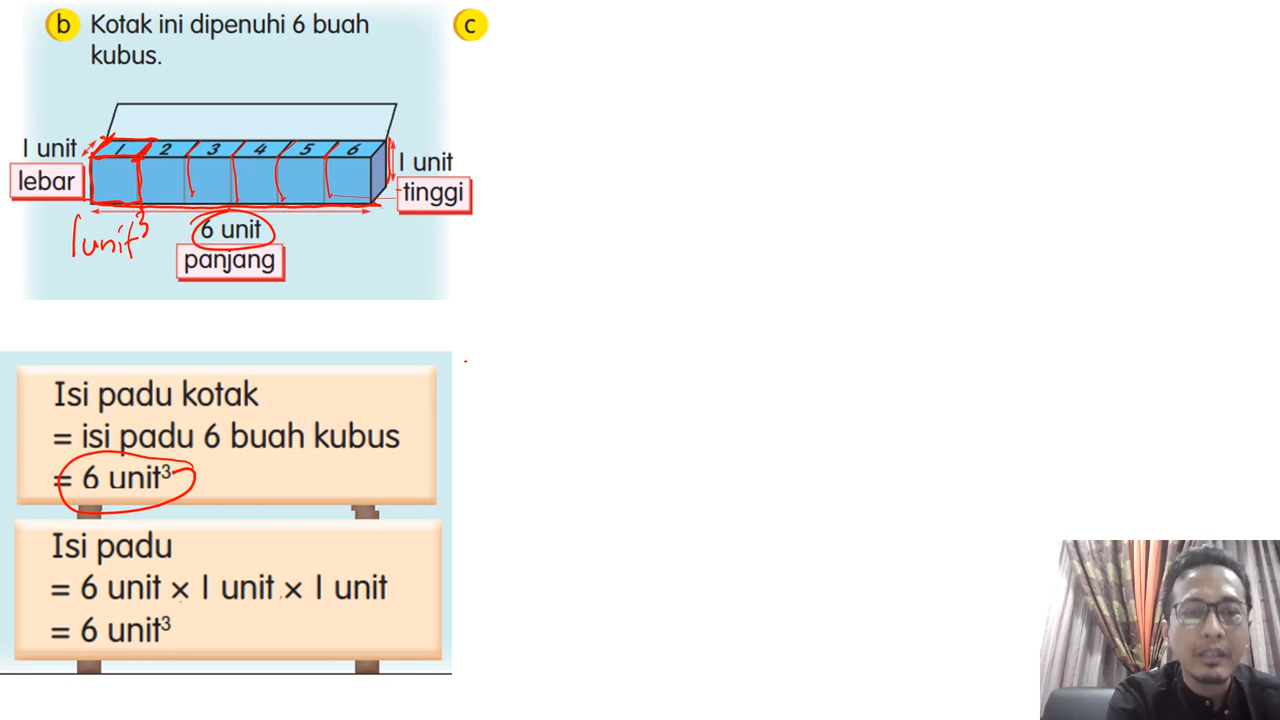 b Kotak ini dipenuhi 6 buah
kubus.
c
1 2 3 4 5 6
1 unit
lebar
1 unit
tinggi
1 unit³
6 unit
panjang
Isi padu kotak
= isi padu 6 buah kubus
= 6 unit³
Isi padu
= 6 unit × 1 unit × 1 unit
= 6 unit³